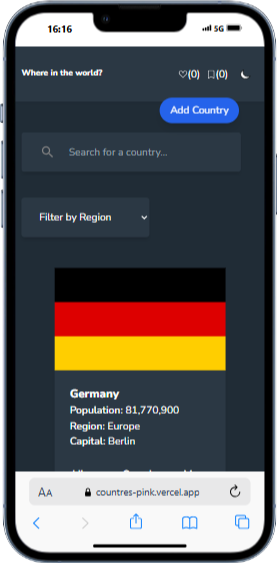 16:16
5G
Where in the world?
(0) (0)
Add Country
Search for a country...
Filter by Region
Germany
Population: 81,770,900
Region: Europe
Capital: Berlin
AA countres-pink.vercel.app